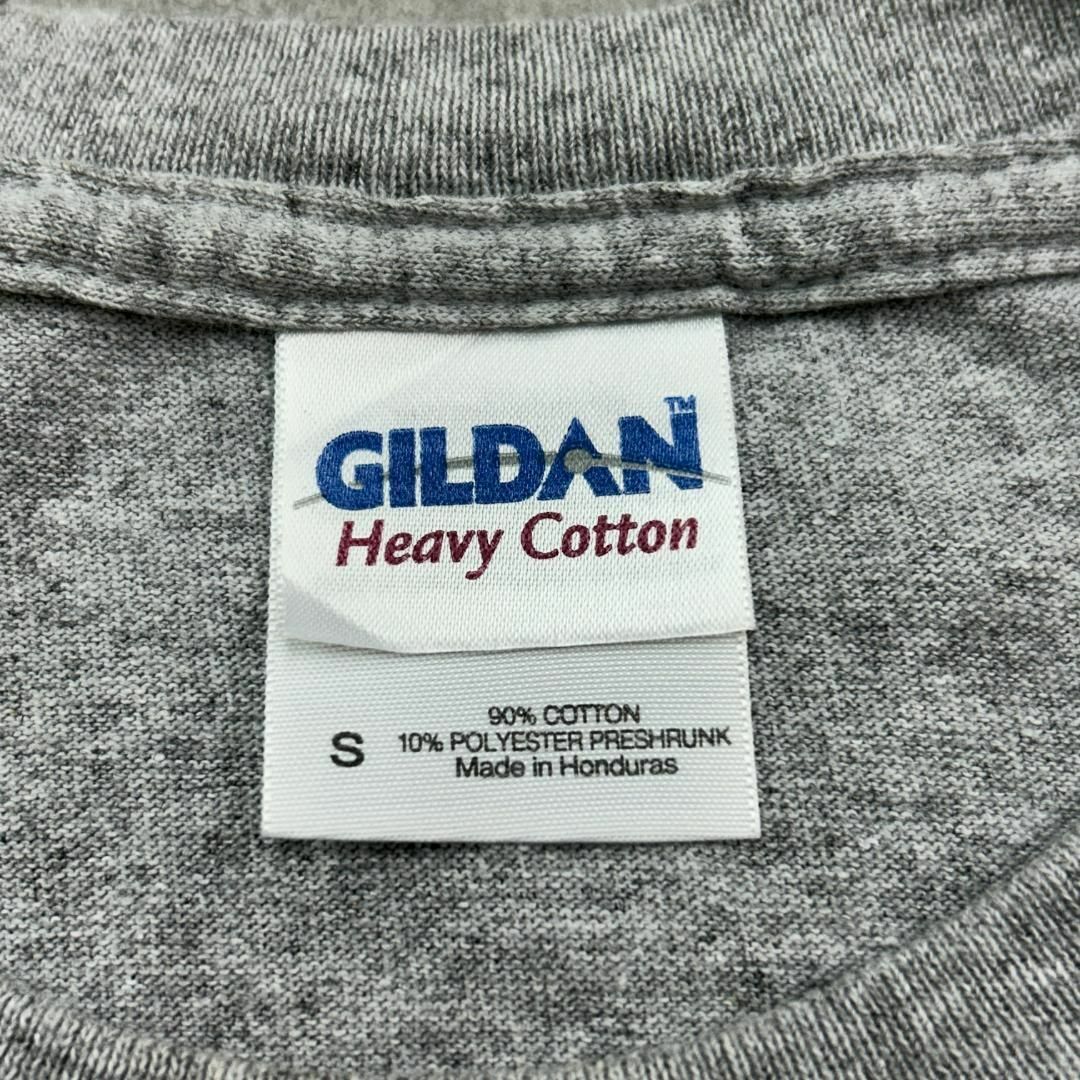 GILDAN™
Heavy Cotton
90% COTTON
S 10% POLYESTER PRESHRUNK
Made in Honduras